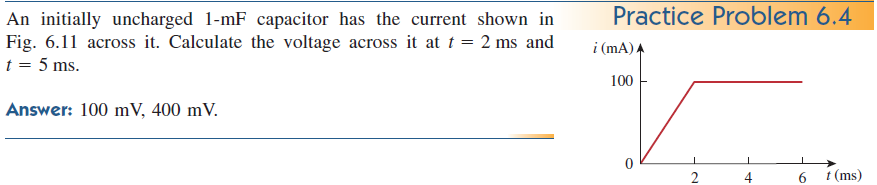 An initially uncharged 1-mF capacitor has the current shown in
Fig. 6.11 across it. Calculate the voltage across it at t = 2 ms and
t = 5 ms.
Answer: 100 mV, 400 mV.
Practice Problem 6.4
i (mA)
100
0
2 4 6 t (ms)